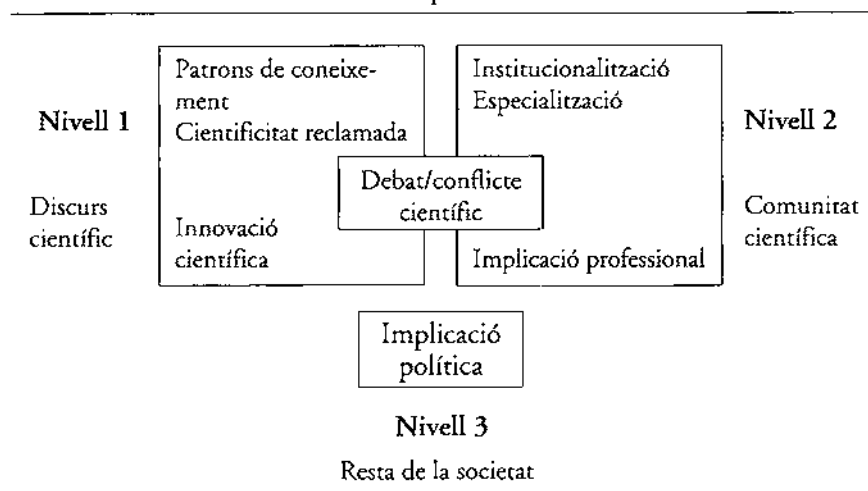 Nivell 1
Discurs
científic
Patrons de coneixe-
ment
Cientificitat reclamada
Innovació
científica
Debat/conflicte
científic
Institucionalització
Especialització
Implicació professional
Nivell 2
Comunitat
científica
Implicació
política
Nivell 3
Resta de la societat